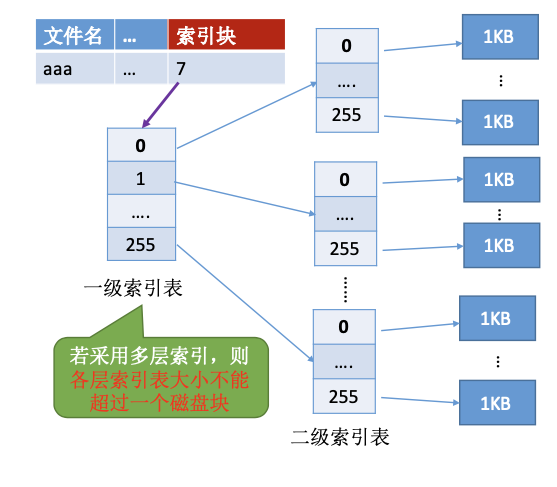 文件名 … 索引块
aaa … 7
0
1
….
255
一级索引表
若采用多层索引，则
各层索引表大小不能
超过一个磁盘块
0
….
255
0
….
255
0
….
255
二级索引表
1KB
1KB
1KB
1KB
1KB
1KB